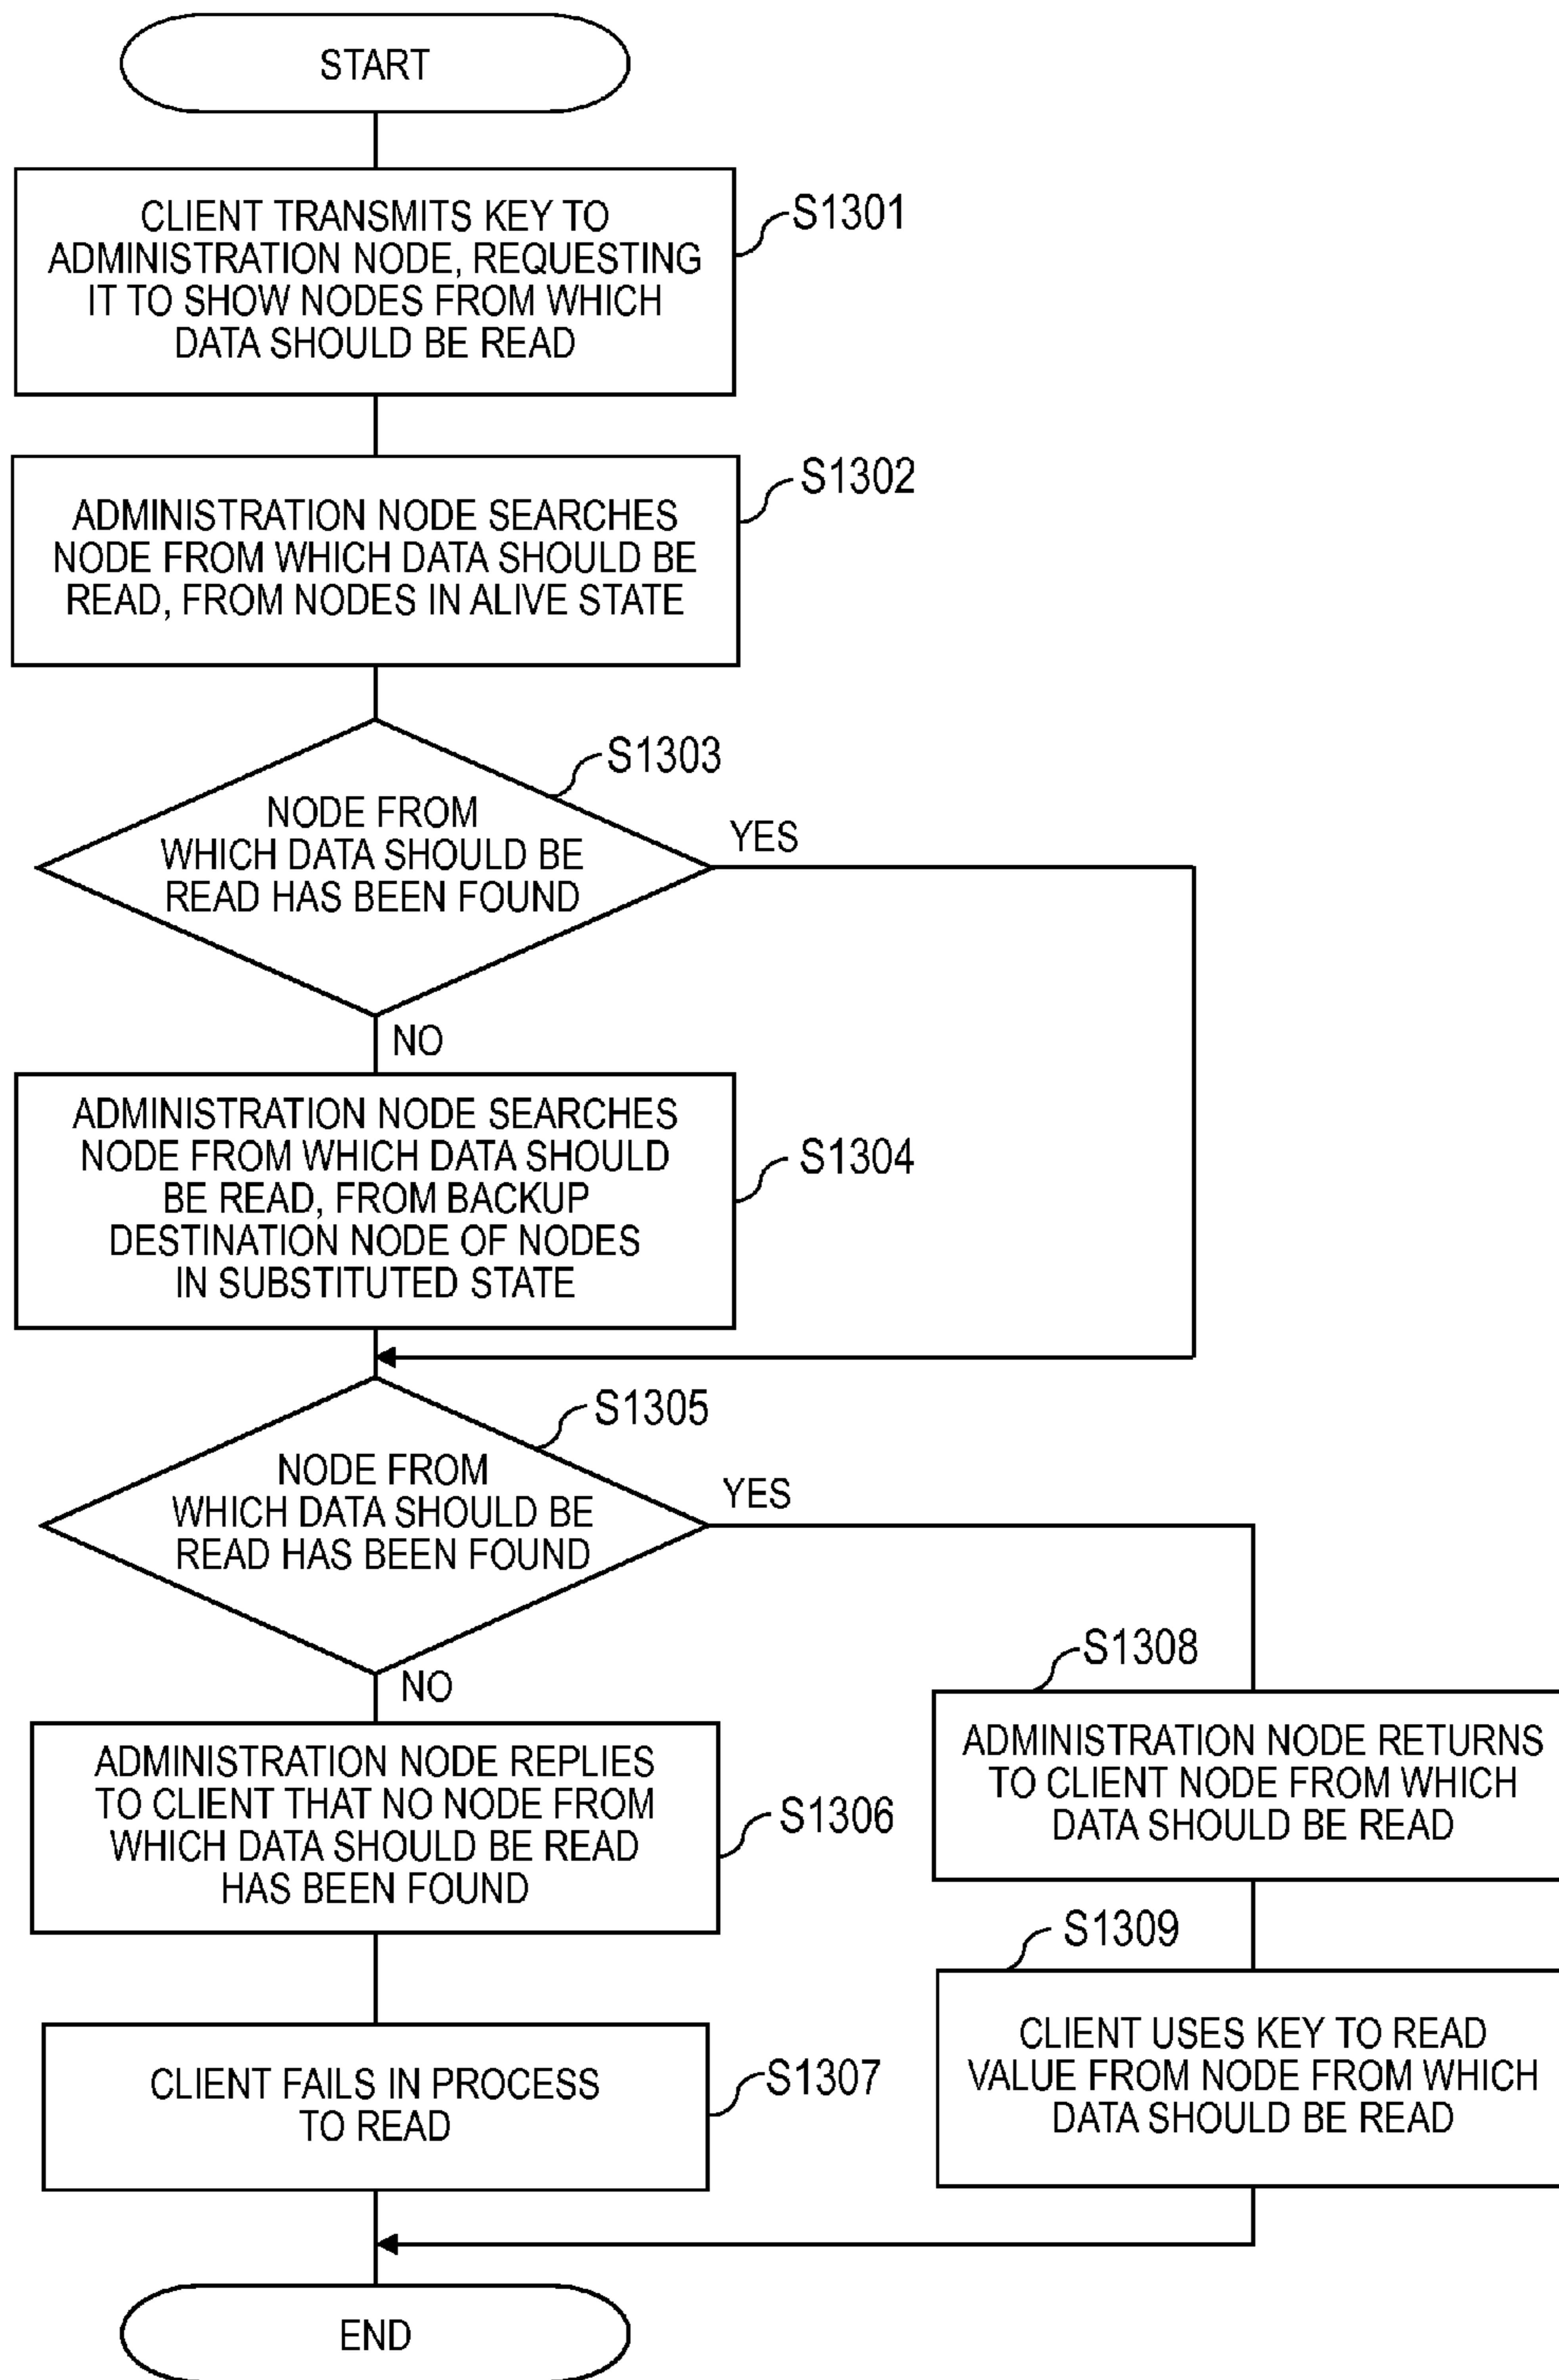 START
CLIENT TRANSMITS KEY TO
ADMINISTRATION NODE, REQUESTING
IT TO SHOW NODES FROM WHICH
DATA SHOULD BE READ
S1301
ADMINISTRATION NODE SEARCHES
NODE FROM WHICH DATA SHOULD BE
READ, FROM NODES IN ALIVE STATE
S1302
NODE FROM
WHICH DATA SHOULD BE
READ HAS BEEN FOUND
S1303
YES
NO
ADMINISTRATION NODE SEARCHES
NODE FROM WHICH DATA SHOULD
BE READ, FROM BACKUP
DESTINATION NODE OF NODES
IN SUBSTITUTED STATE
S1304
NODE FROM
WHICH DATA SHOULD BE
READ HAS BEEN FOUND
S1305
YES
NO
ADMINISTRATION NODE REPLIES
TO CLIENT THAT NO NODE FROM
WHICH DATA SHOULD BE READ
HAS BEEN FOUND
S1306
CLIENT FAILS IN PROCESS
TO READ
S1307
S1308
ADMINISTRATION NODE RETURNS
TO CLIENT NODE FROM WHICH
DATA SHOULD BE READ
S1309
CLIENT USES KEY TO READ
VALUE FROM NODE FROM WHICH
DATA SHOULD BE READ
END